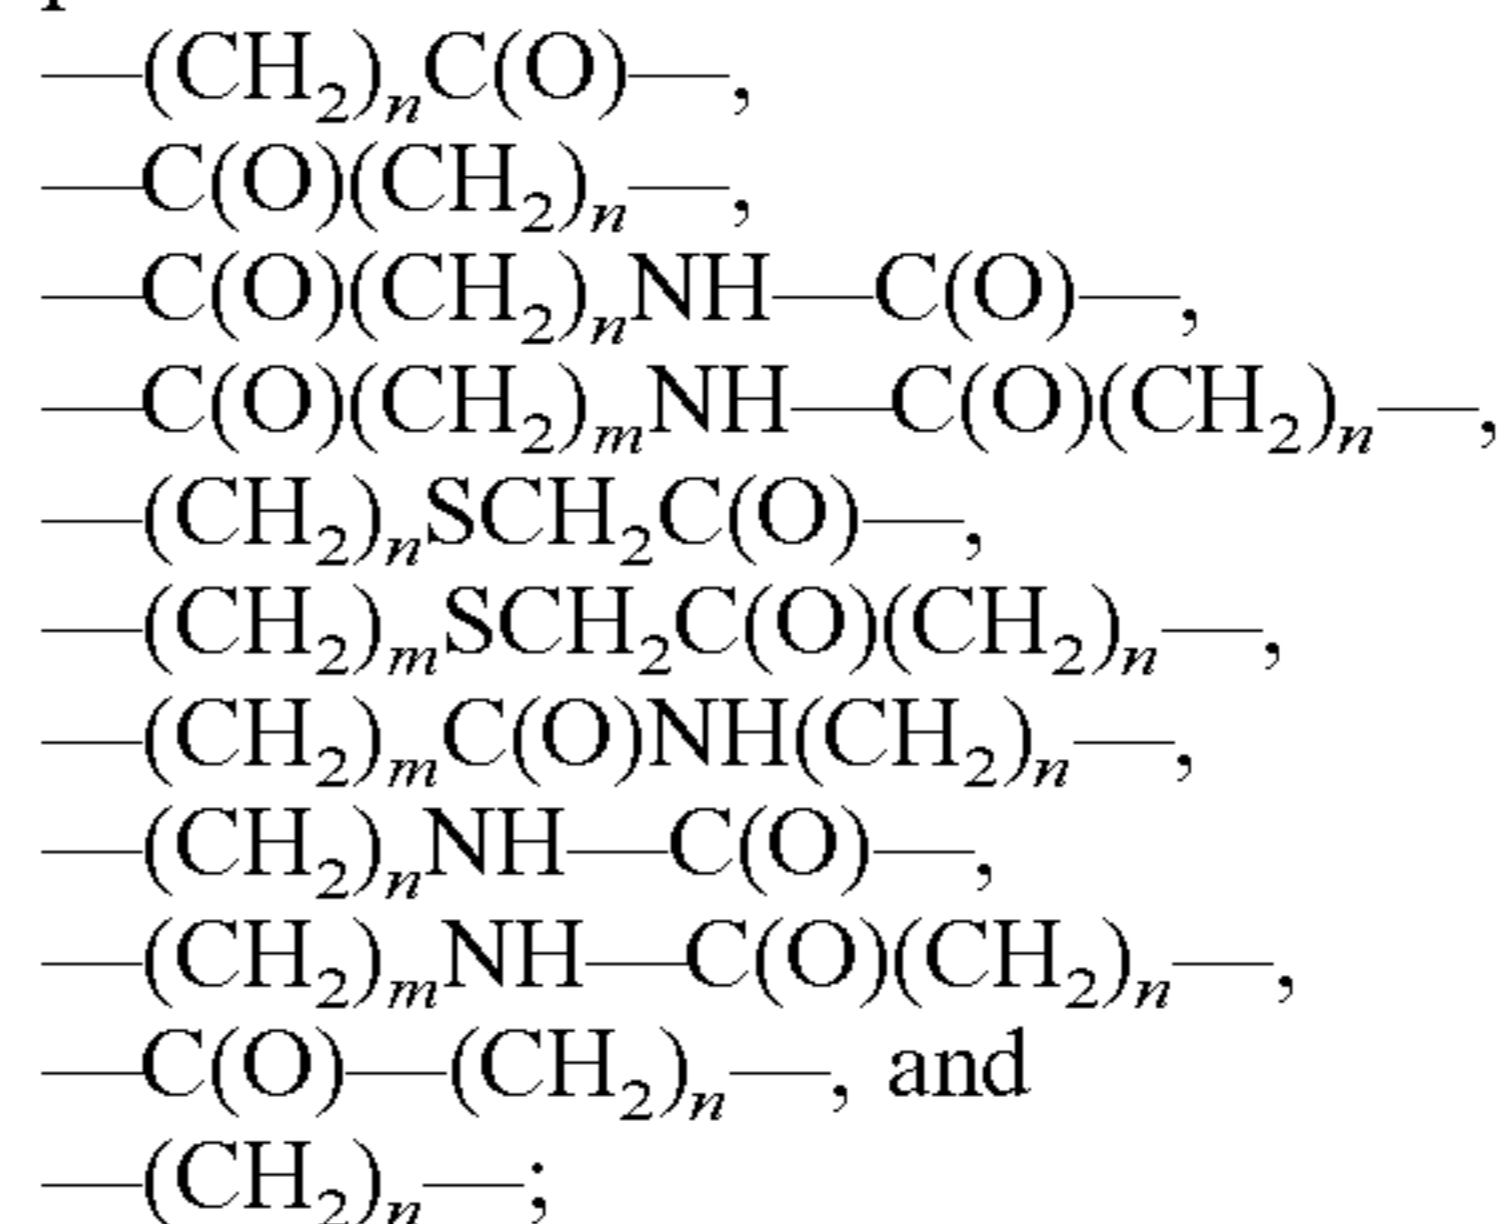 —(CH₂)ₙC(O)—,
—C(O)(CH₂)ₙ—,
—C(O)(CH₂)ₙNH—C(O)—,
—C(O)(CH₂)ₘNH—C(O)(CH₂)ₙ—,
—(CH₂)ₙSCH₂C(O)—,
—(CH₂)ₘSCH₂C(O)(CH₂)ₙ—,
—(CH₂)ₘC(O)NH(CH₂)ₙ—,
—(CH₂)ₙNH—C(O)—,
—(CH₂)ₘNH—C(O)(CH₂)ₙ—,
—C(O)—(CH₂)ₙ—, and
—(CH₂)ₙ—;